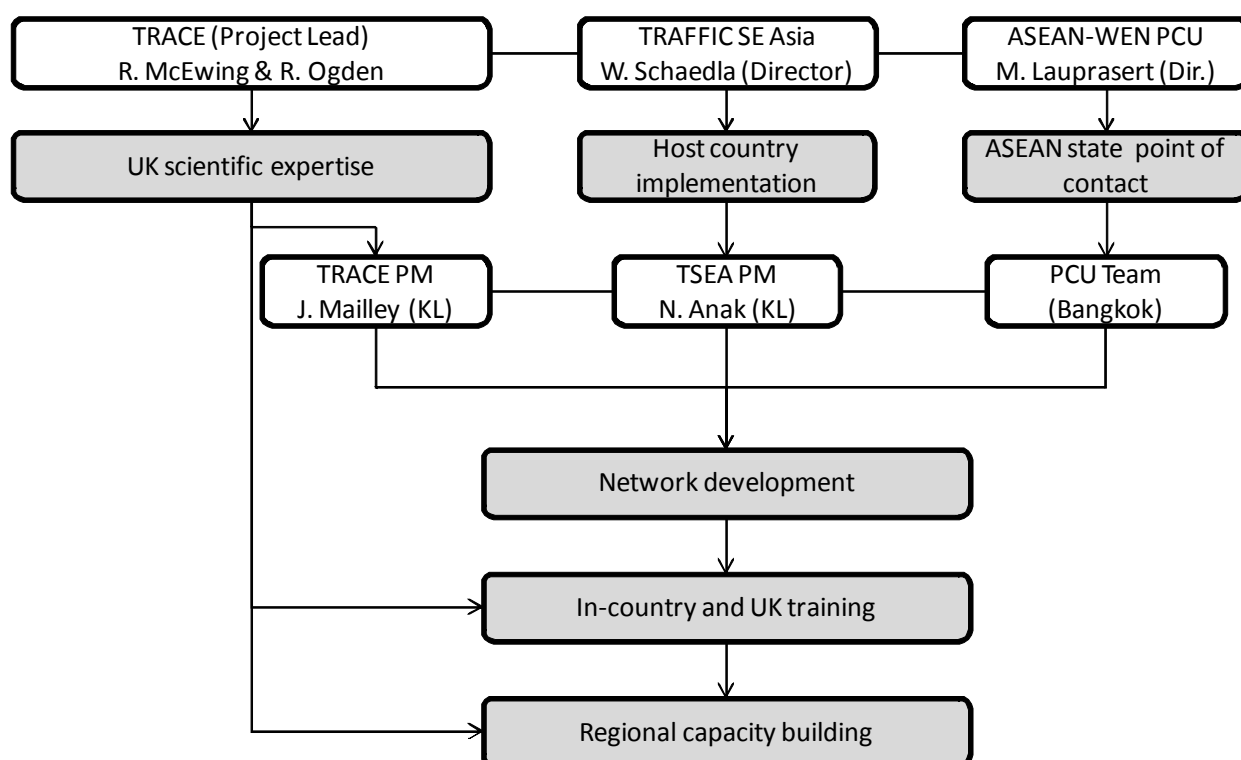 TRACE (Project Lead)
R. McEwing & R. Ogden
TRAFFIC SE Asia
W. Schaedla (Director)
ASEAN-WEN PCU
M. Lauprasert (Dir.)
UK scientific expertise
Host country
implementation
ASEAN state point of
contact
TRACE PM
J. Mailley (KL)
TSEA PM
N. Anak (KL)
PCU Team
(Bangkok)
Network development
In-country and UK training
Regional capacity building